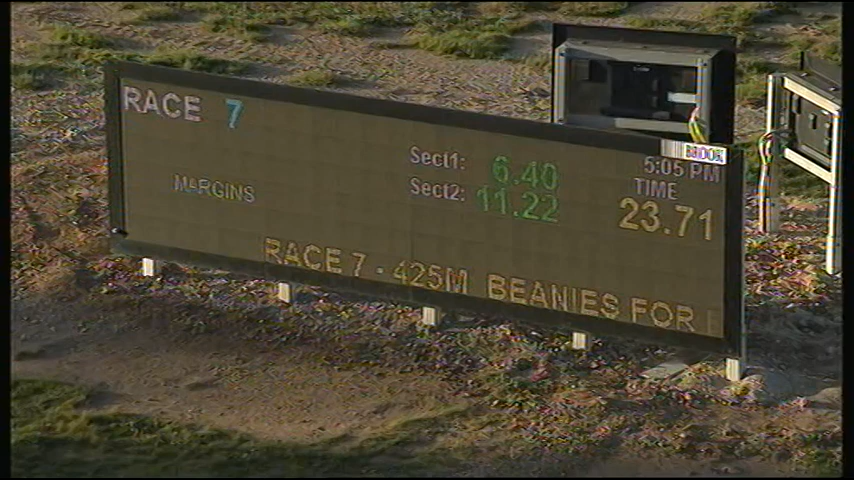 RACE 7
BROOK
Sect1: 6.40
5:05 PM
MARGINS
Sect2: 11.22
TIME
23.71
RACE 7 - 425M BEANIES FOR